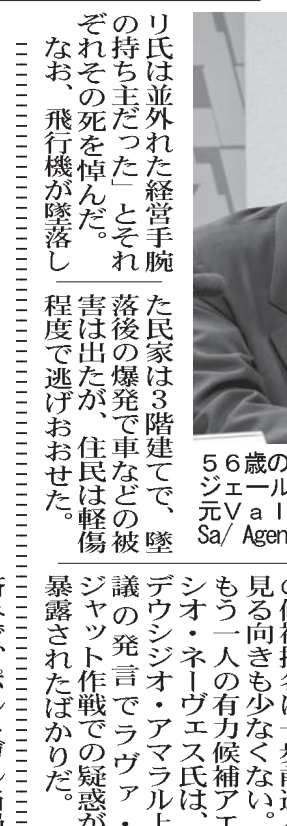 リ氏は並外れた経営手腕
の持ち主だった」とそれ
ぞれその死を悼んだ。
なお、飛行機が墜落し
た民家は3階建てで、墜
落後の爆発で車などの被
害は出たが、住民は軽傷
程度で逃げおおせた。
56歳の
ジェール
元Val
Sa/ Agen
見る向きも少なくない。
もう一人の有力候補アエ
シオ・ネーヴェス氏は、
デウシジオ・アマラル上
議の発言でラヴァ・
ジャット作戦での疑惑が
暴露されたばかりだ。